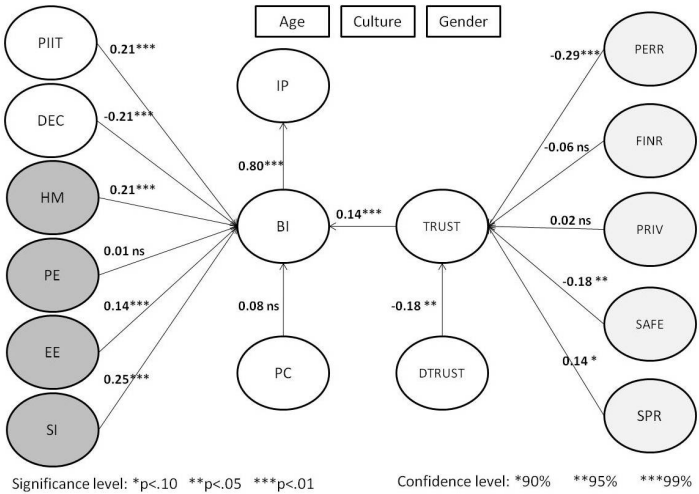 Age Culture Gender
PIIT
0.21***
PERR
-0.29***
IP
DEC
-0.21***
FINR
-0.06 ns
0.80***
HM
0.21***
BI
0.14***
TRUST
0.02 ns
PRIV
PE
0.01 ns
-0.18 **
SAFE
EE
0.14***
0.08 ns
-0.18 **
PC
DTRUST
0.14 *
SI
0.25***
SPR
Significance level: *p<.10 **p<.05 ***p<.01
Confidence level: *90% **95% ***99%